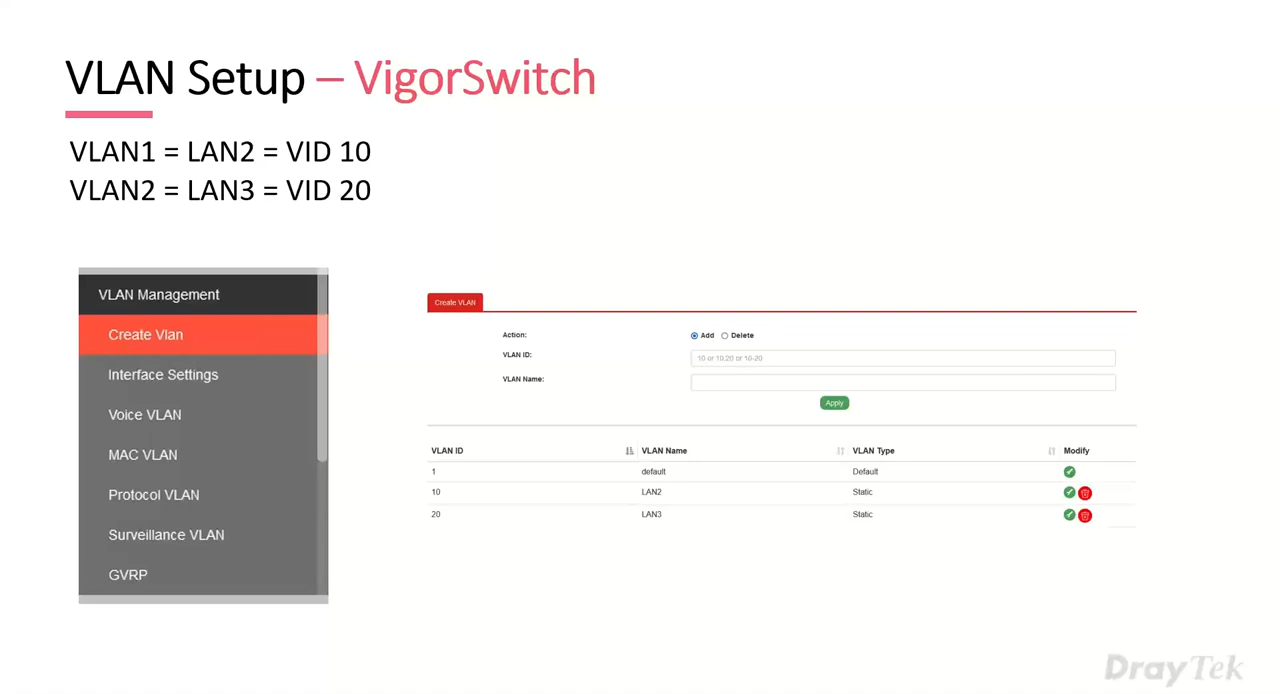 VLAN Setup – VigorSwitch
VLAN1 = LAN2 = VID 10
VLAN2 = LAN3 = VID 20
VLAN Management
Create Vlan
Interface Settings
Voice VLAN
MAC VLAN
Protocol VLAN
Surveillance VLAN
GVRP
Create VLAN
Action: Add Delete
VLAN ID: 10 or 10,20 or 10-20
VLAN Name:
Apply
VLAN ID VLAN Name VLAN Type Modify
1 default Default
10 LAN2 Static
20 LAN3 Static
DrayTek